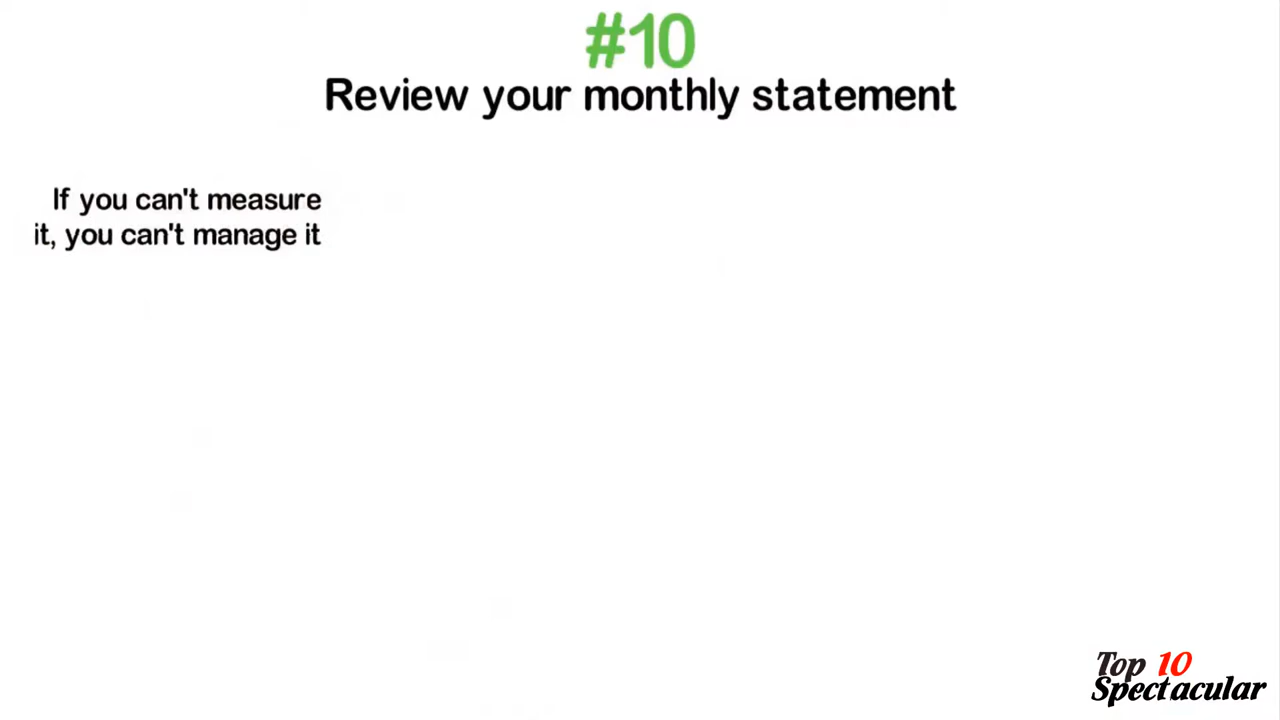 #10
Review your monthly statement
If you can't measure
it, you can't manage it
Top 10
Spectacular